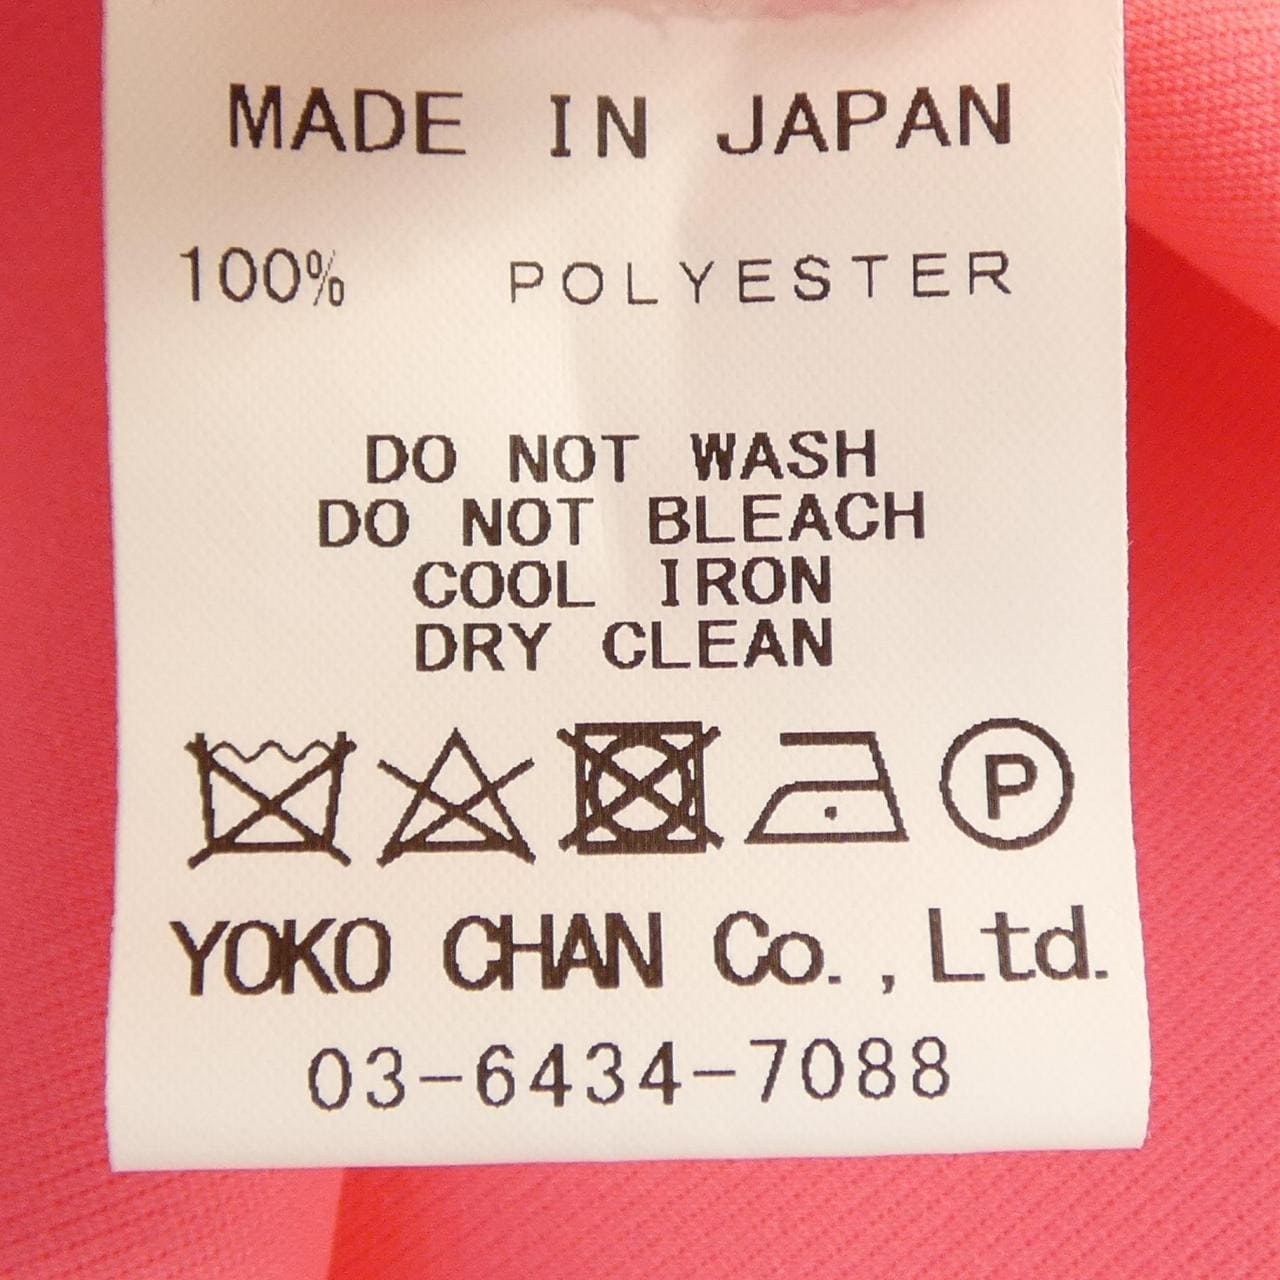 MADE IN JAPAN
100% POLYESTER
DO NOT WASH
DO NOT BLEACH
COOL IRON
DRY CLEAN
P
YOKO CHAN Co., Ltd.
03-6434-7088